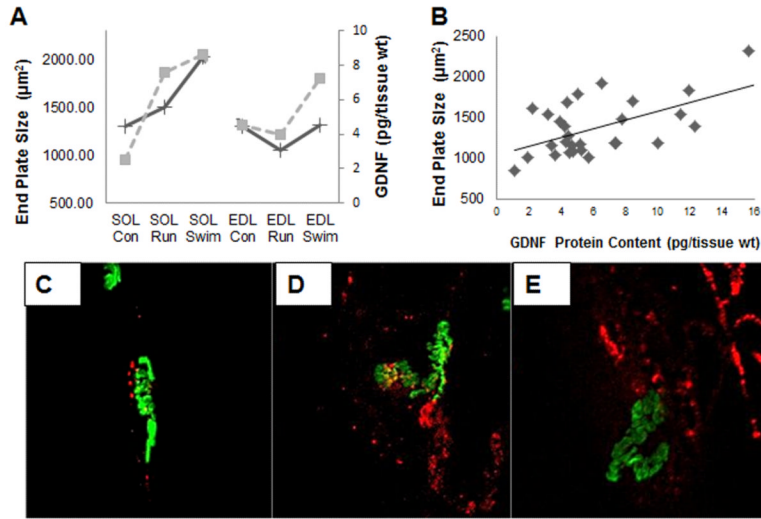 A
End Plate Size (µm²)
2000.00
1500.00
1000.00
500.00
10
8
6
4
2
0
GDNF (pg/tissue wt)
SOL Con
SOL Run
SOL Swim
EDL Con
EDL Run
EDL Swim
B
End Plate Size (µm²)
2500
2000
1500
1000
500
0 2 4 6 8 10 12 14 16
GDNF Protein Content (pg/tissue wt)
C
D
E